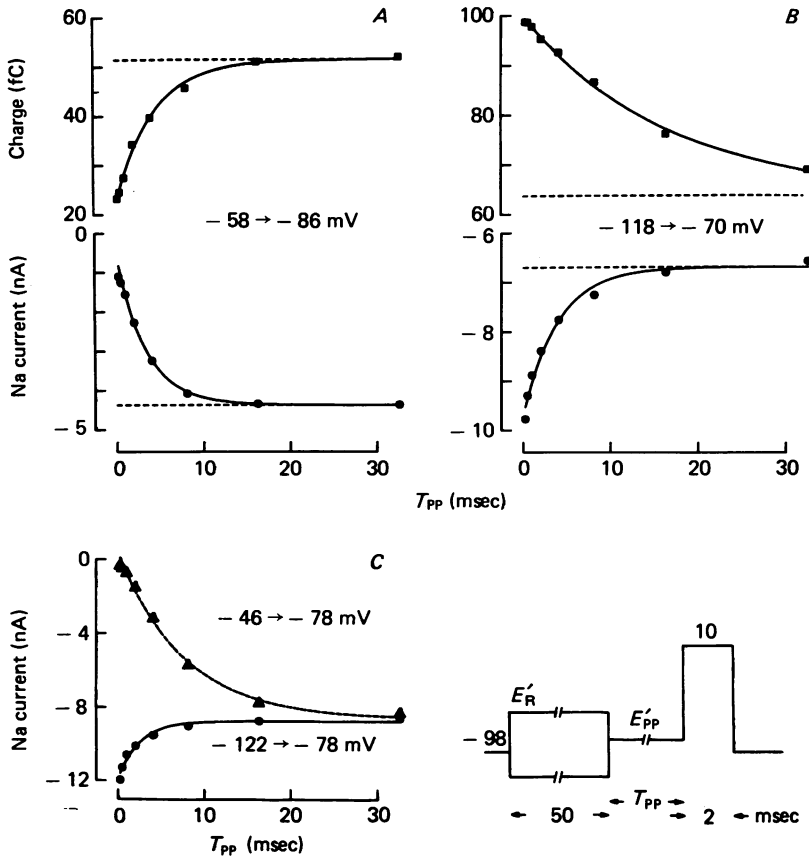 A
60
Charge (fC)
40
20
− 58 → − 86 mV
0
Na current (nA)
− 5
0
10
20
30
B
100
80
60
− 118 → − 70 mV
− 6
− 8
− 10
0
10
20
30
T_PP (msec)
C
0
Na current (nA)
− 4
− 8
− 12
− 46 → − 78 mV
− 122 → − 78 mV
0
10
20
30
T_PP (msec)
10
E′_R
E′_PP
− 98
T_PP
50
2
msec